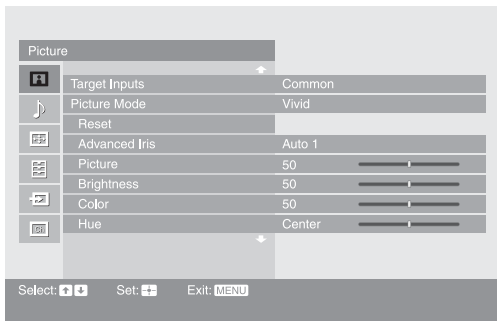 Picture
Target Inputs Common
Picture Mode Vivid
Reset
Advanced Iris Auto 1
Picture 50
Brightness 50
Color 50
Hue Center
Select: Set: Exit: MENU